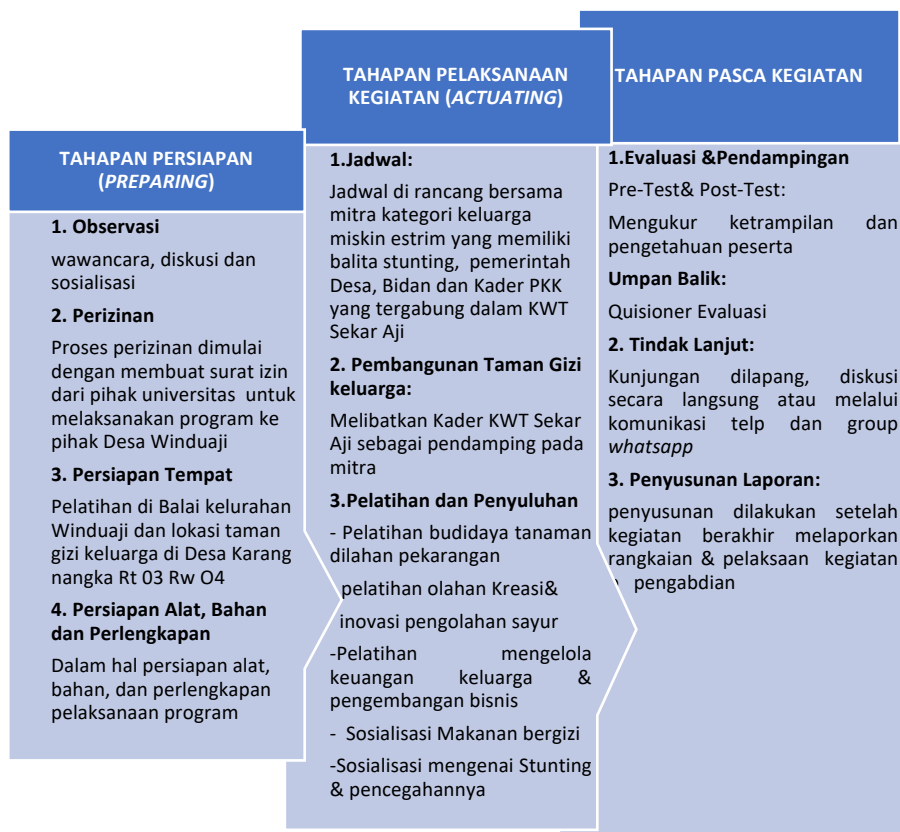 TAHAPAN PERSIAPAN
(PREPARING)
1. Observasi
wawancara, diskusi dan
sosialisasi
2. Perizinan
Proses perizinan dimulai
dengan membuat surat izin
dari pihak universitas untuk
melaksanakan program ke
pihak Desa Winduaji
3. Persiapan Tempat
Pelatihan di Balai kelurahan
Winduaji dan lokasi taman
gizi keluarga di Desa Karang
nangka Rt 03 Rw O4
4. Persiapan Alat, Bahan
dan Perlengkapan
Dalam hal persiapan alat,
bahan, dan perlengkapan
pelaksanaan program
TAHAPAN PELAKSANAAN
KEGIATAN (ACTUATING)
1.Jadwal:
Jadwal di rancang bersama
mitra kategori keluarga
miskin estrim yang memiliki
balita stunting, pemerintah
Desa, Bidan dan Kader PKK
yang tergabung dalam KWT
Sekar Aji
2. Pembangunan Taman Gizi
keluarga:
Melibatkan Kader KWT Sekar
Aji sebagai pendamping pada
mitra
3.Pelatihan dan Penyuluhan
- Pelatihan budidaya tanaman
dilahan pekarangan
pelatihan olahan Kreasi&
inovasi pengolahan sayur
-Pelatihan mengelola
keuangan keluarga &
pengembangan bisnis
- Sosialisasi Makanan bergizi
-Sosialisasi mengenai Stunting
& pencegahannya
TAHAPAN PASCA KEGIATAN
1.Evaluasi &Pendampingan
Pre-Test& Post-Test:
Mengukur ketrampilan dan
pengetahuan peserta
Umpan Balik:
Quisioner Evaluasi
2. Tindak Lanjut:
Kunjungan dilapang, diskusi
secara langsung atau melalui
komunikasi telp dan group
whatsapp
3. Penyusunan Laporan:
penyusunan dilakukan setelah
kegiatan berakhir melaporkan
rangkaian & pelaksaan kegiatan
pengabdian